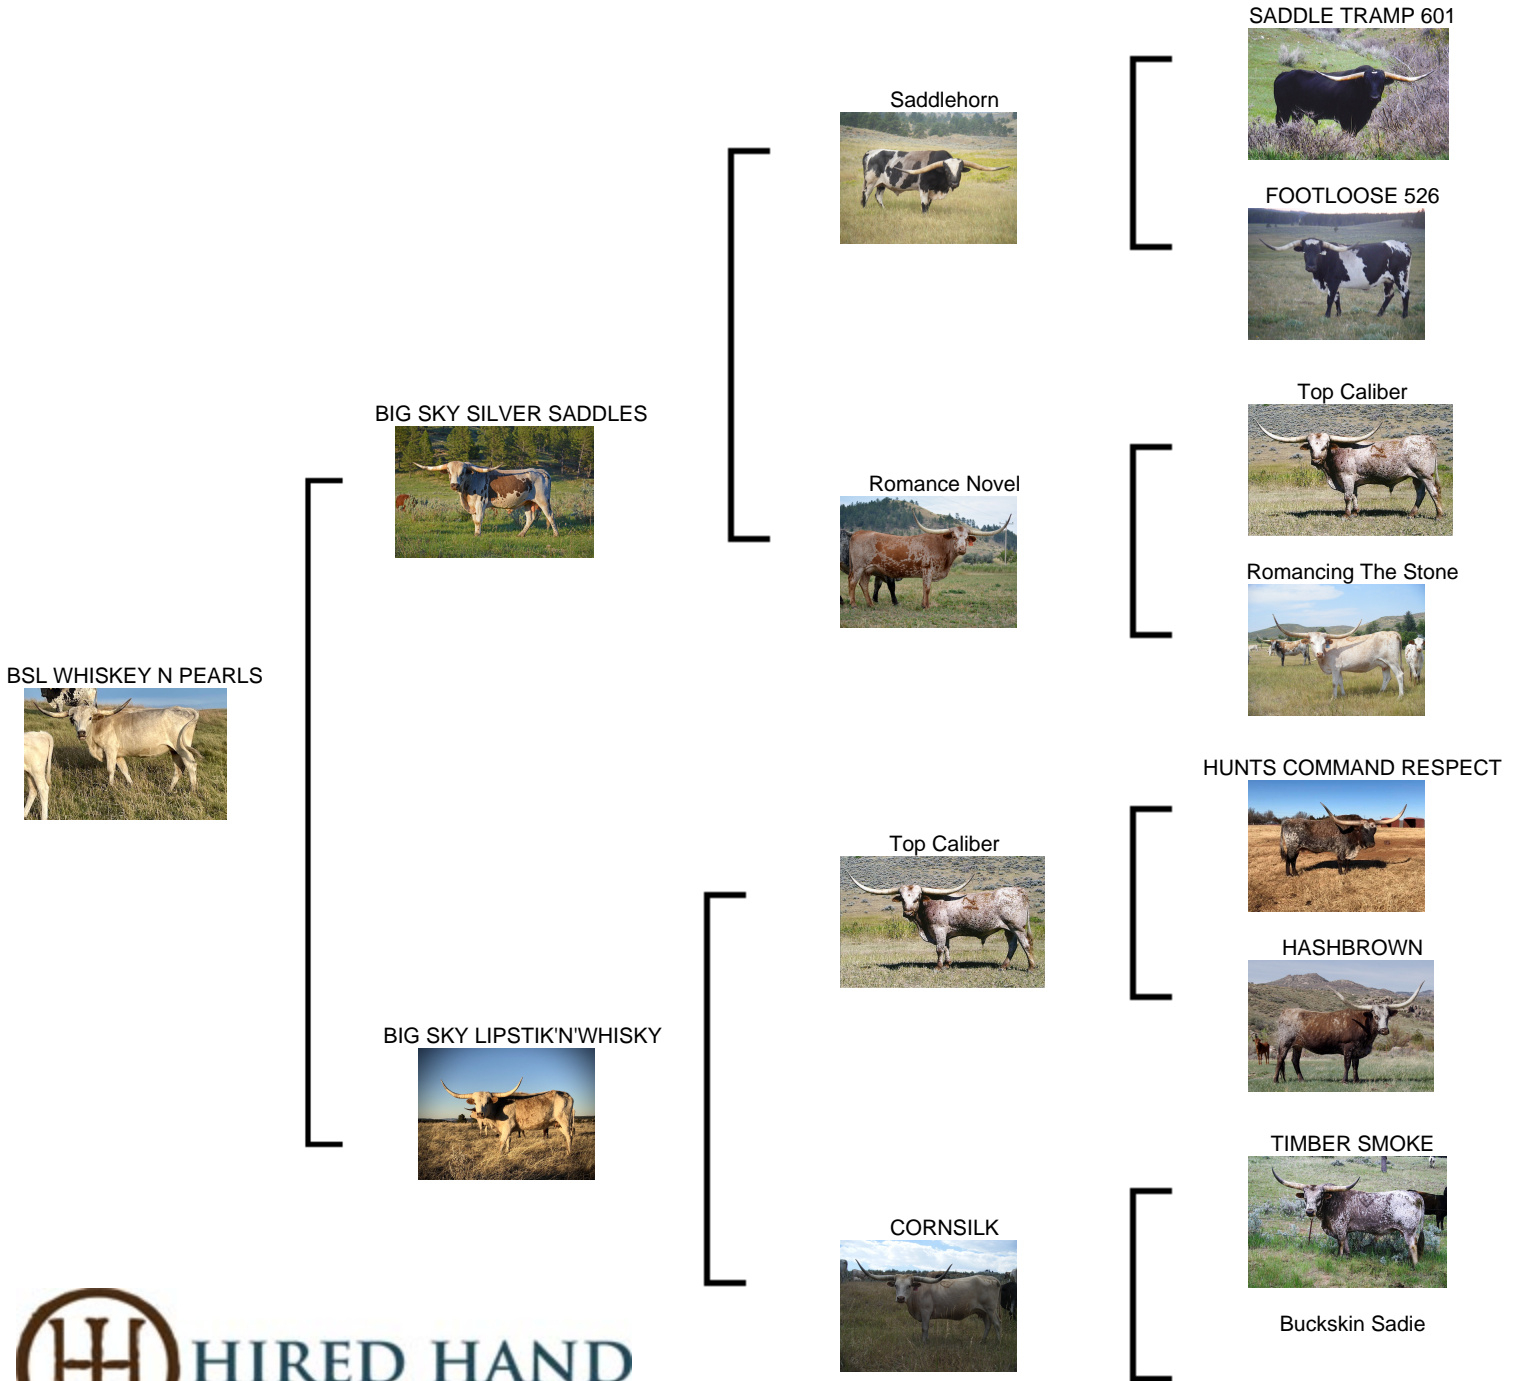 SADDLE TRAMP 601
Saddlehorn
FOOTLOOSE 526
Top Caliber
BIG SKY SILVER SADDLES
Romance Novel
Romancing The Stone
BSL WHISKEY N PEARLS
HUNTS COMMAND RESPECT
Top Caliber
HASHBROWN
BIG SKY LIPSTIK'N'WHISKY
TIMBER SMOKE
CORNSILK
Buckskin Sadie
HIRED HAND